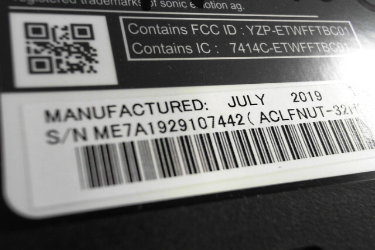 registered trademarks of sonic emotion ag.
Contains FCC ID : YZP-ETWFFTBC01
Contains IC : 7414C-ETWFFTBC01
MANUFACTURED: JULY 2019
S/N ME7A1929107442 ( ACLFNUT-32